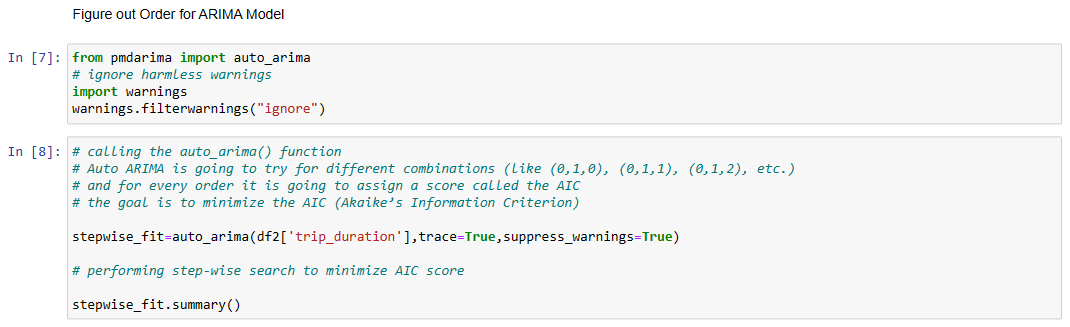 Figure out Order for ARIMA Model
In [7]: from pmdarima import auto_arima
# ignore harmless warnings
import warnings
warnings.filterwarnings("ignore")
In [8]: # calling the auto_arima() function
# Auto ARIMA is going to try for different combinations (like (0,1,0), (0,1,1), (0,1,2), etc.)
# and for every order it is going to assign a score called the AIC
# the goal is to minimize the AIC (Akaike’s Information Criterion)
stepwise_fit=auto_arima(df2['trip_duration'],trace=True,suppress_warnings=True)
# performing step-wise search to minimize AIC score
stepwise_fit.summary()